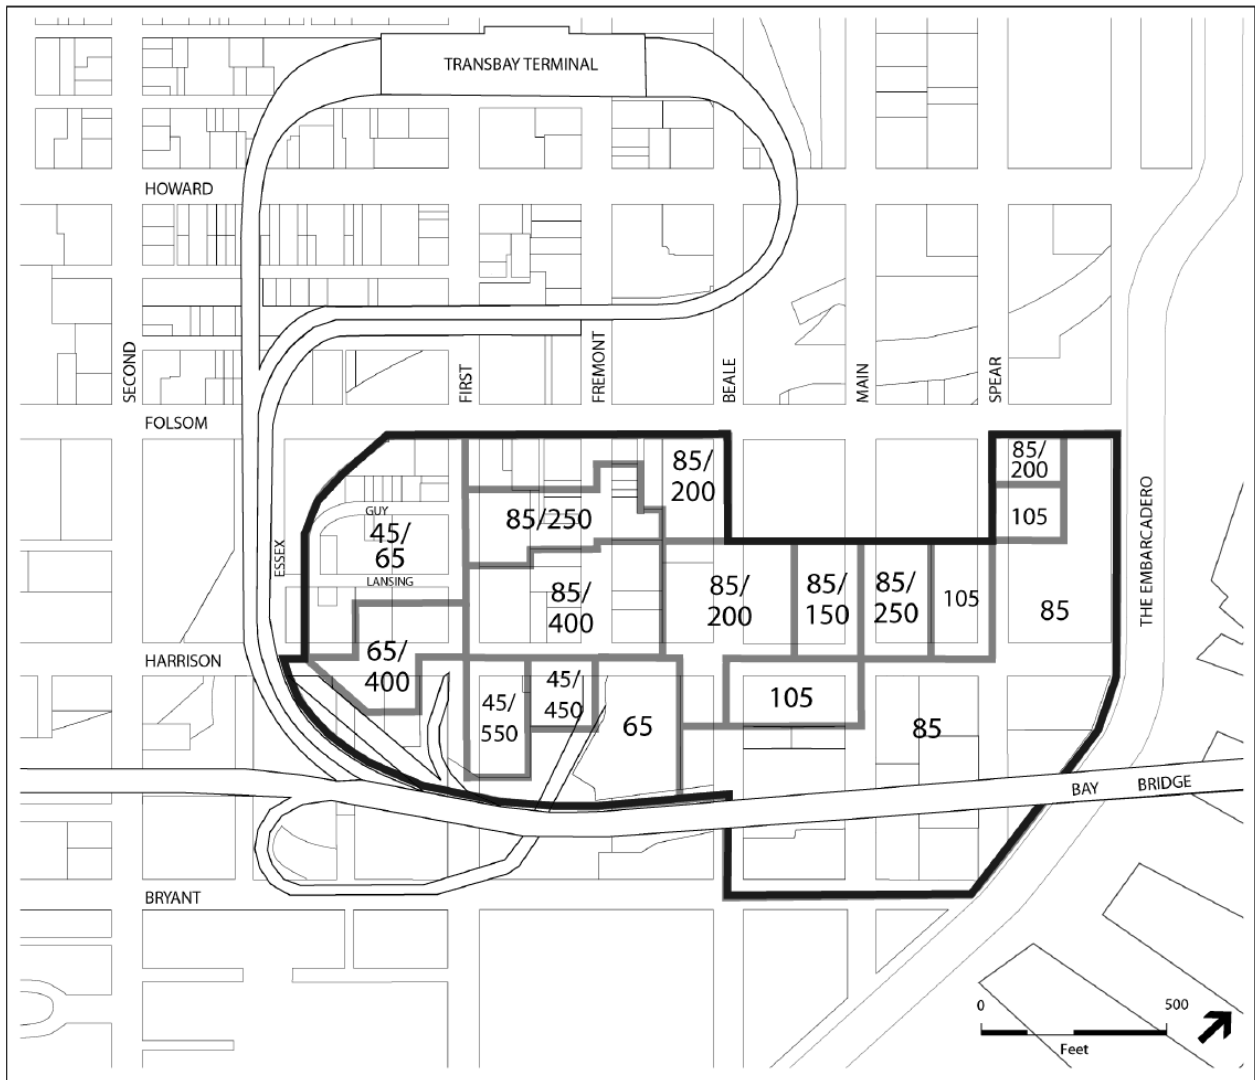 TRANSBAY TERMINAL
HOWARD
SECOND
FIRST
FREMONT
BEALE
MAIN
SPEAR
FOLSOM
85/
200
85/
200
THE EMBARCADERO
GUY
45/
65
85/250
105
ESSEX
LANSING
85/
400
85/
200
85/
150
85/
250
105
85
HARRISON
65/
400
45/
550
45/
450
65
105
85
BAY BRIDGE
BRYANT
0 500
Feet